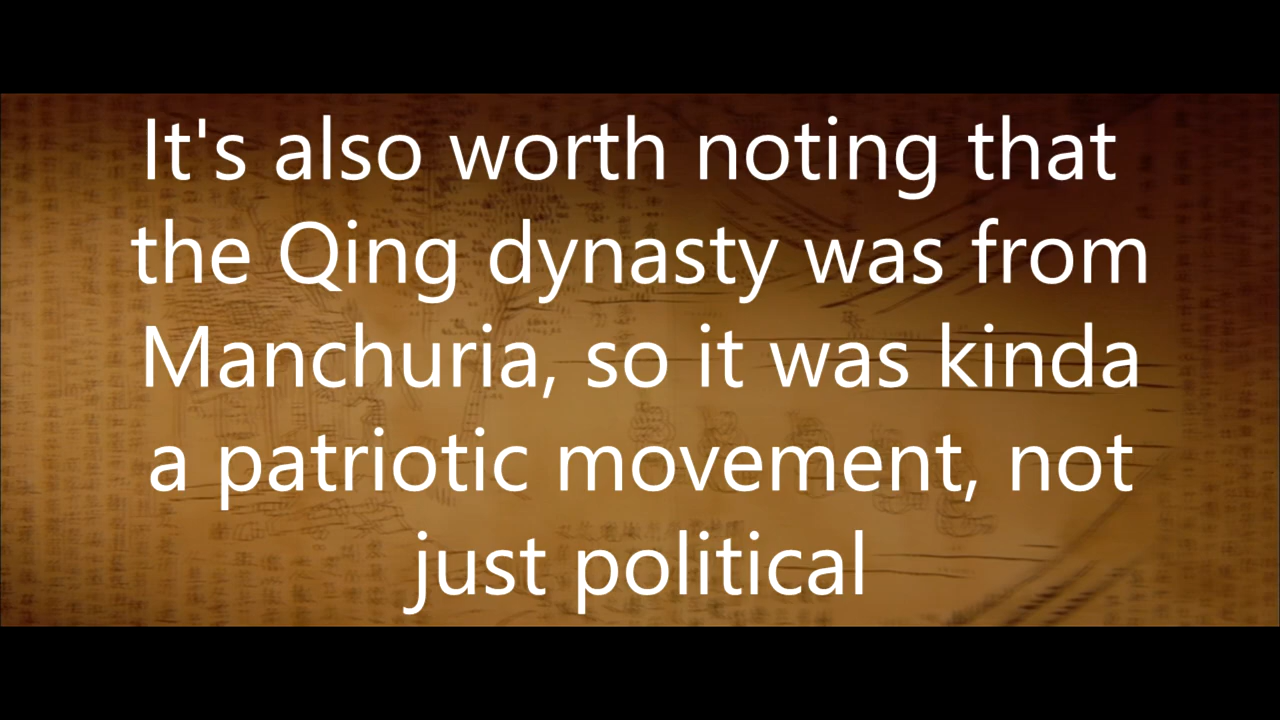 It's also worth noting that
the Qing dynasty was from
Manchuria, so it was kinda
a patriotic movement, not
just political